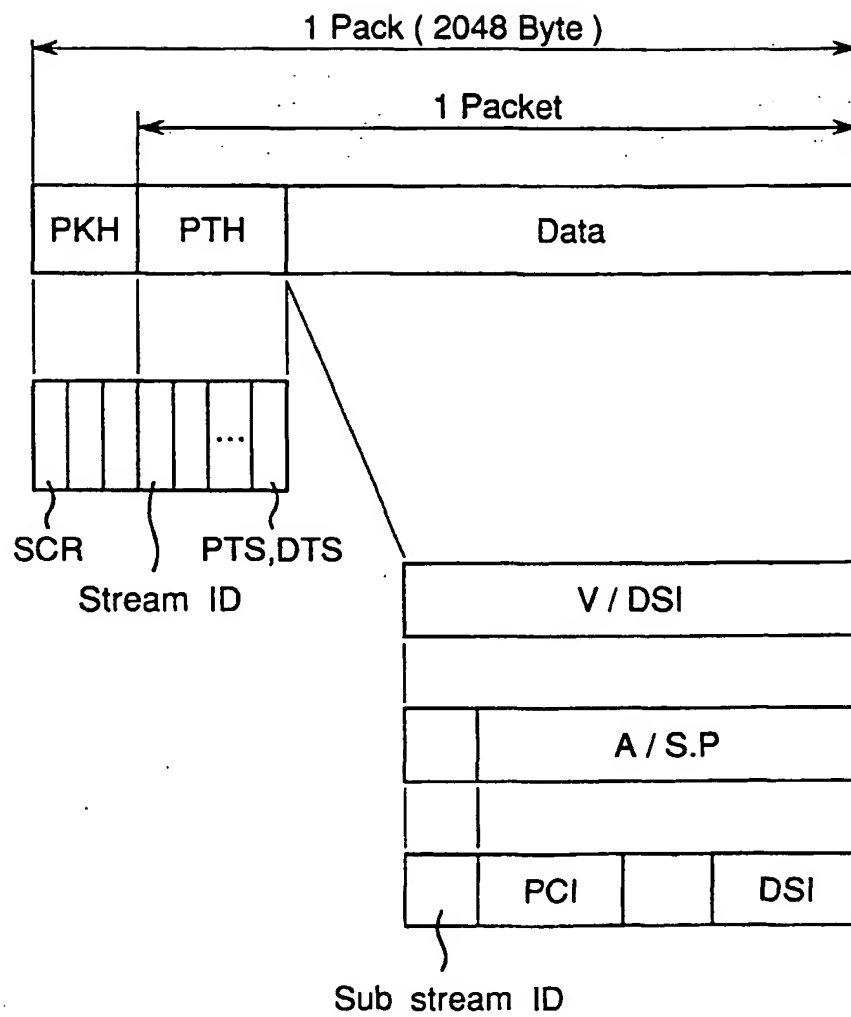 1 Pack ( 2048 Byte )
1 Packet
PKH PTH Data
...
SCR PTS,DTS
Stream ID
V / DSI
A / S.P
PCI DSI
Sub stream ID